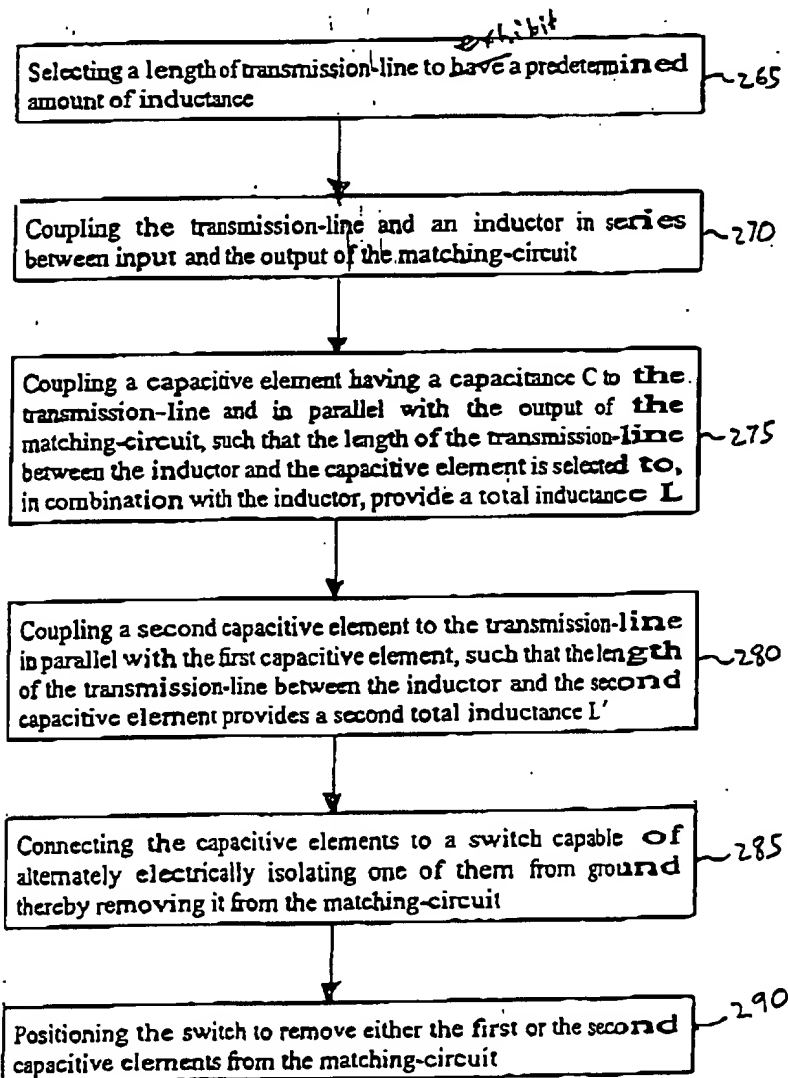 exhibit
Selecting a length of transmission-line to have a predetermined
amount of inductance
265
Coupling the transmission-line and an inductor in series
between input and the output of the matching-circuit
270
Coupling a capacitive element having a capacitance C to the
transmission-line and in parallel with the output of the
matching-circuit, such that the length of the transmission-line
between the inductor and the capacitive element is selected to,
in combination with the inductor, provide a total inductance L
275
Coupling a second capacitive element to the transmission-line
in parallel with the first capacitive element, such that the length
of the transmission-line between the inductor and the second
capacitive element provides a second total inductance L'
280
Connecting the capacitive elements to a switch capable of
alternately electrically isolating one of them from ground
thereby removing it from the matching-circuit
285
Positioning the switch to remove either the first or the second
capacitive elements from the matching-circuit
290